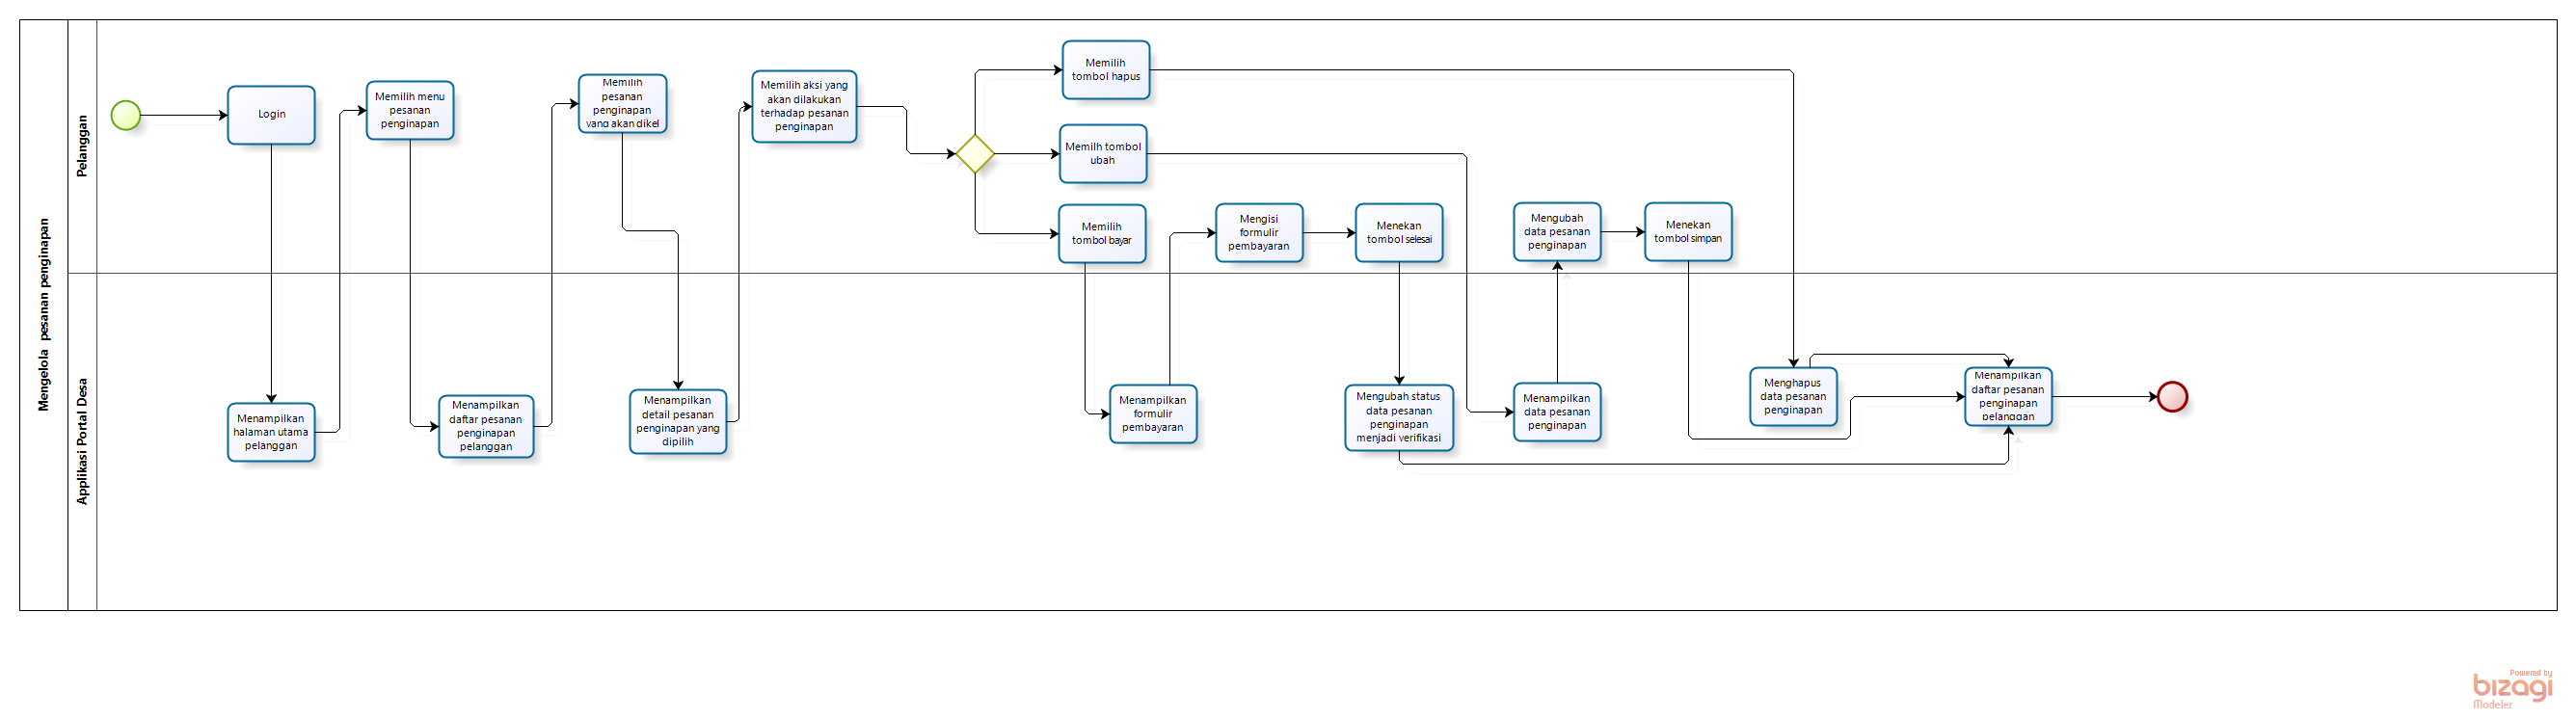 Mengelola pesanan penginapan
Pelanggan
Applikasi Portal Desa
Login
Memilih menu
pesanan
penginapan
Memilih
pesanan
penginapan
yang akan dikel
Memilih aksi yang
akan dilakukan
terhadap pesanan
penginapan
Memilih
tombol hapus
Memilh tombol
ubah
Memilih
tombol bayar
Mengisi
formulir
pembayaran
Menekan
tombol selesai
Mengubah
data pesanan
penginapan
Menekan
tombol simpan
Menampilkan
halaman utama
pelanggan
Menampilkan
daftar pesanan
penginapan
pelanggan
Menampilkan
detail pesanan
penginapan yang
dipilih
Menampilkan
formulir
pembayaran
Mengubah status
data pesanan
penginapan
menjadi verifikasi
Menampilkan
data pesanan
penginapan
Menghapus
data pesanan
penginapan
Menampilkan
daftar pesanan
penginapan
pelanggan
Powered by
bizagi
Modeler